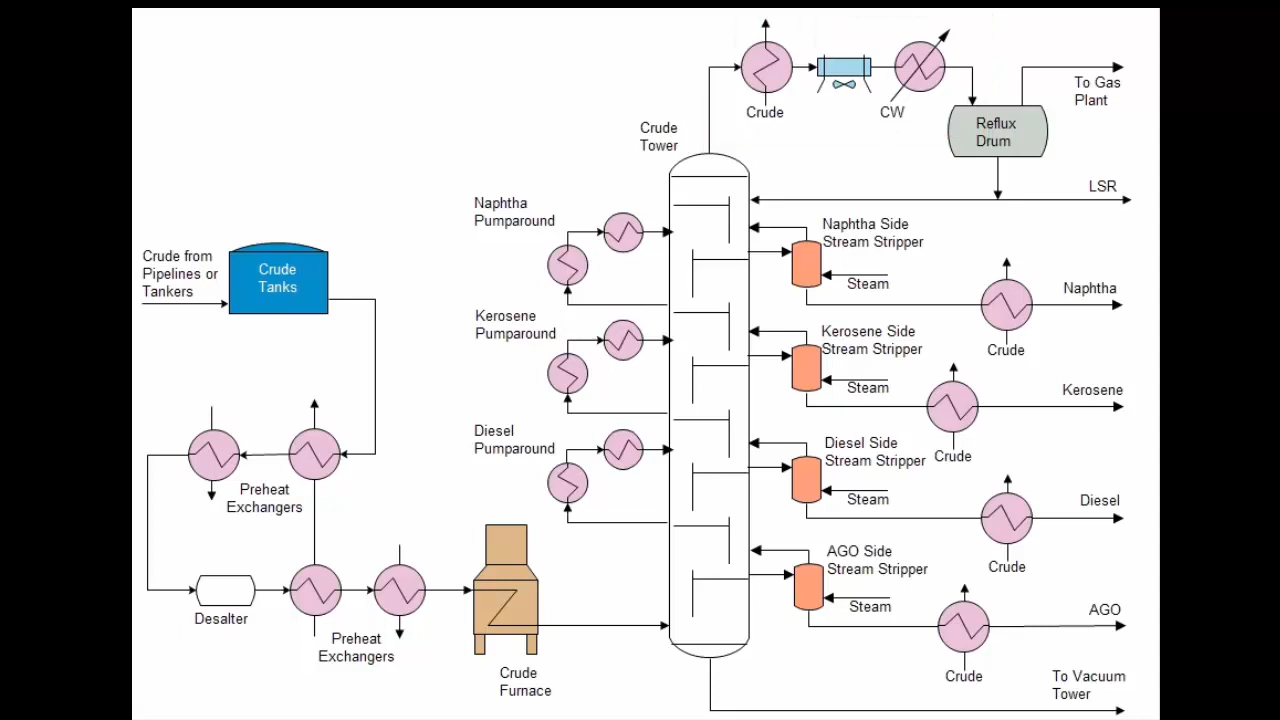 Crude
CW
To Gas
Plant
Reflux
Drum
Crude
Tower
LSR
Naphtha
Pumparound
Naphtha Side
Stream Stripper
Steam
Naphtha
Crude
Crude from
Pipelines or
Tankers
Crude
Tanks
Kerosene
Pumparound
Kerosene Side
Stream Stripper
Steam
Kerosene
Crude
Diesel
Pumparound
Diesel Side
Stream Stripper
Steam
Diesel
Crude
Preheat
Exchangers
AGO Side
Stream Stripper
Steam
AGO
Crude
Desalter
Preheat
Exchangers
Crude
Furnace
To Vacuum
Tower